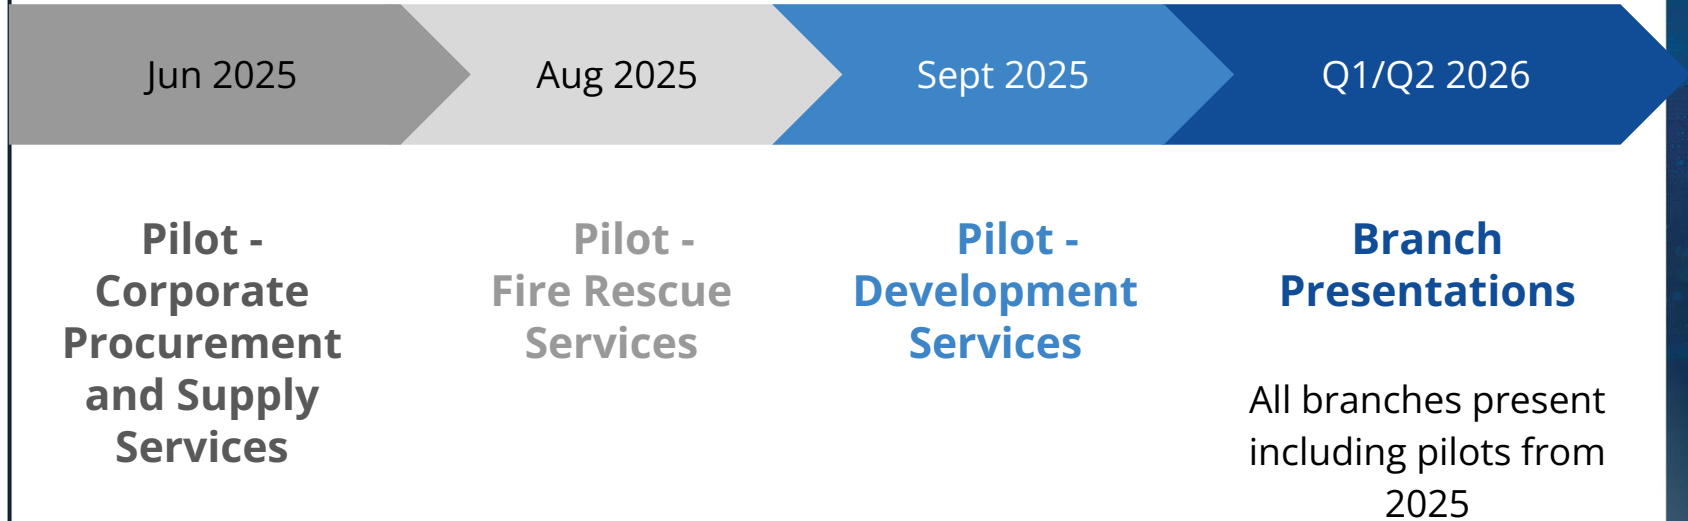 Jun 2025
Aug 2025
Sept 2025
Q1/Q2 2026
Pilot -
Corporate
Procurement
and Supply
Services
Pilot -
Fire Rescue
Services
Pilot -
Development
Services
Branch
Presentations
All branches present
including pilots from
2025